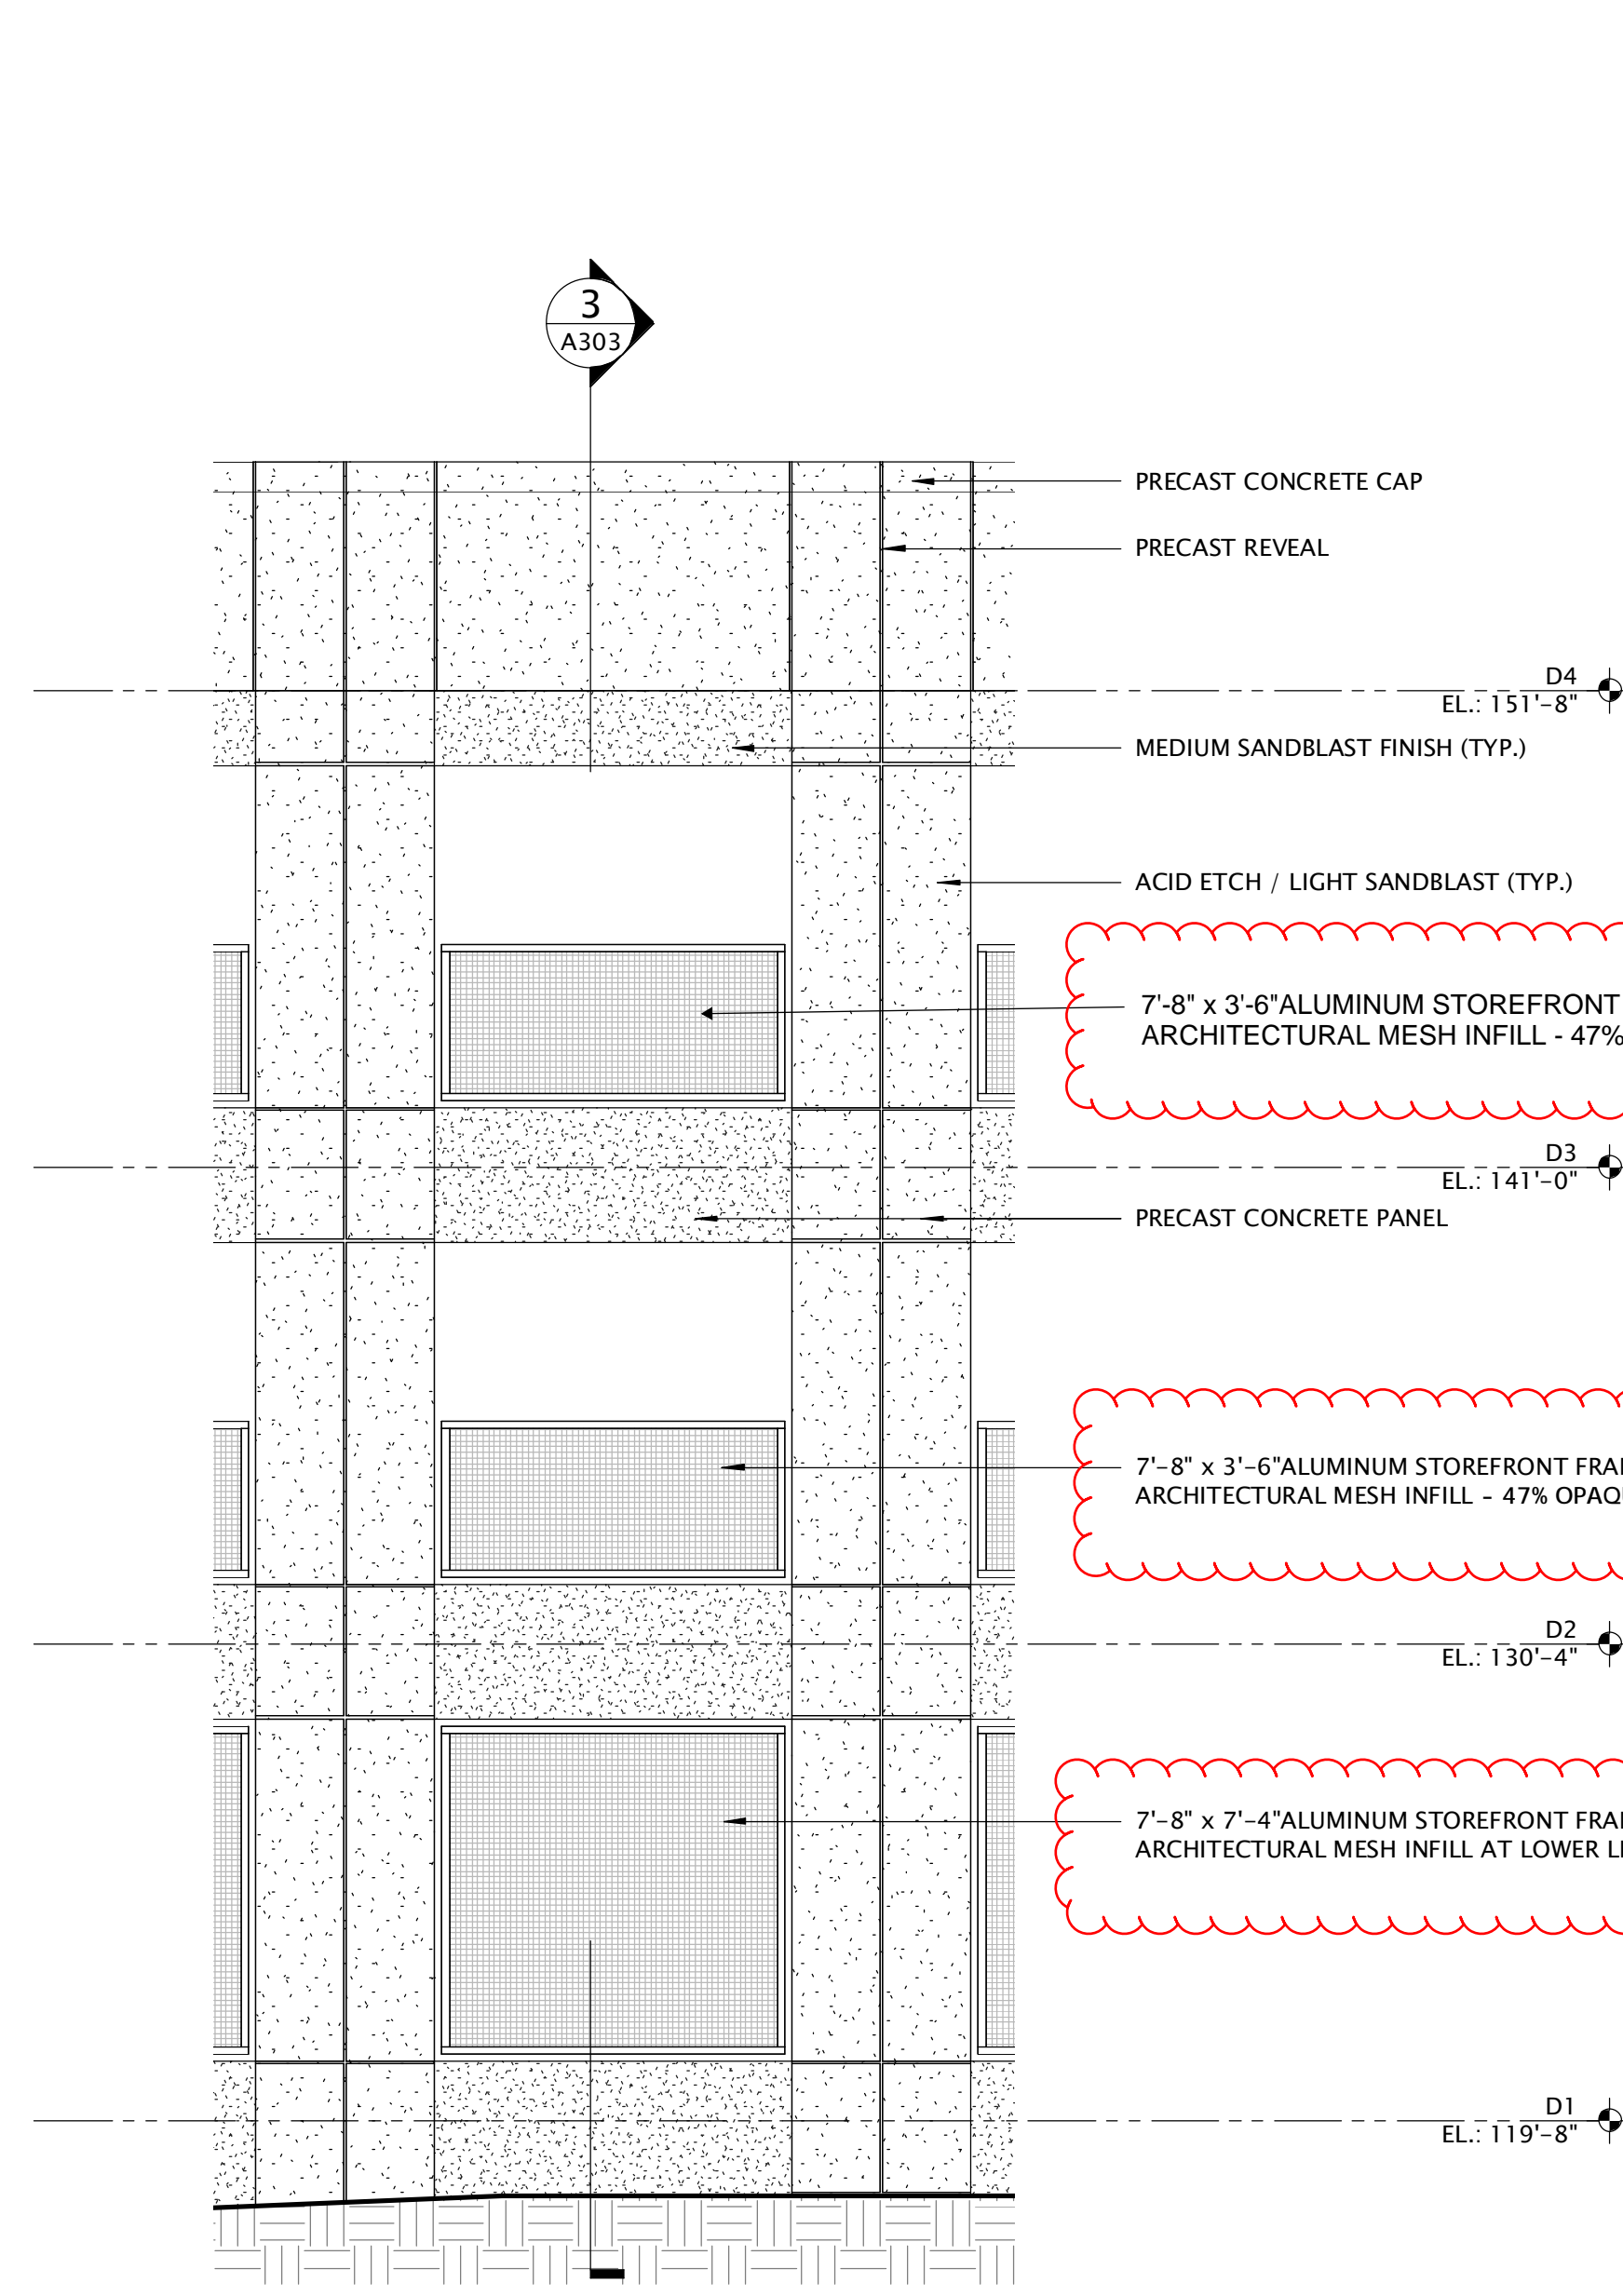 3
A303
PRECAST CONCRETE CAP
PRECAST REVEAL
D4
EL.: 151'-8"
MEDIUM SANDBLAST FINISH (TYP.)
ACID ETCH / LIGHT SANDBLAST (TYP.)
7'-8" x 3'-6"ALUMINUM STOREFRONT
ARCHITECTURAL MESH INFILL - 47%
D3
EL.: 141'-0"
PRECAST CONCRETE PANEL
7'-8" x 3'-6"ALUMINUM STOREFRONT
ARCHITECTURAL MESH INFILL - 47%
D2
EL.: 130'-4"
7'-8" x 7'-4"ALUMINUM STOREFRONT
ARCHITECTURAL MESH INFILL AT LOWER
D1
EL.: 119'-8"